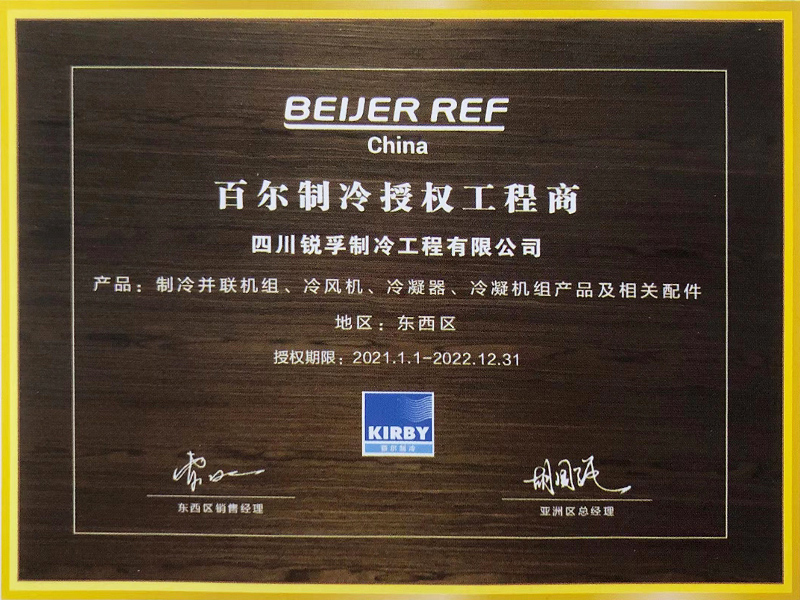 BEIJER REF
China
百尔制冷授权工程商
四川锐孚制冷工程有限公司
产品：制冷并联机组、冷风机、冷凝器、冷凝机组产品及相关配件
地区：东西区
授权期限：2021.1.1-2022.12.31
KIRBY
百尔制冷
东西区销售经理
亚洲区总经理